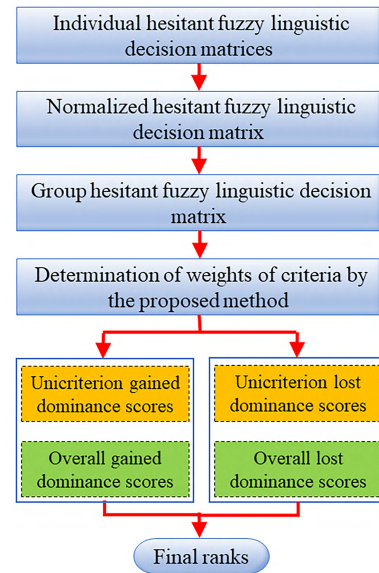 Individual hesitant fuzzy linguistic
decision matrices
Normalized hesitant fuzzy linguistic
decision matrix
Group hesitant fuzzy linguistic decision
matrix
Determination of weights of criteria by
the proposed method
Unicriterion gained
dominance scores
Overall gained
dominance scores
Unicriterion lost
dominance scores
Overall lost
dominance scores
Final ranks